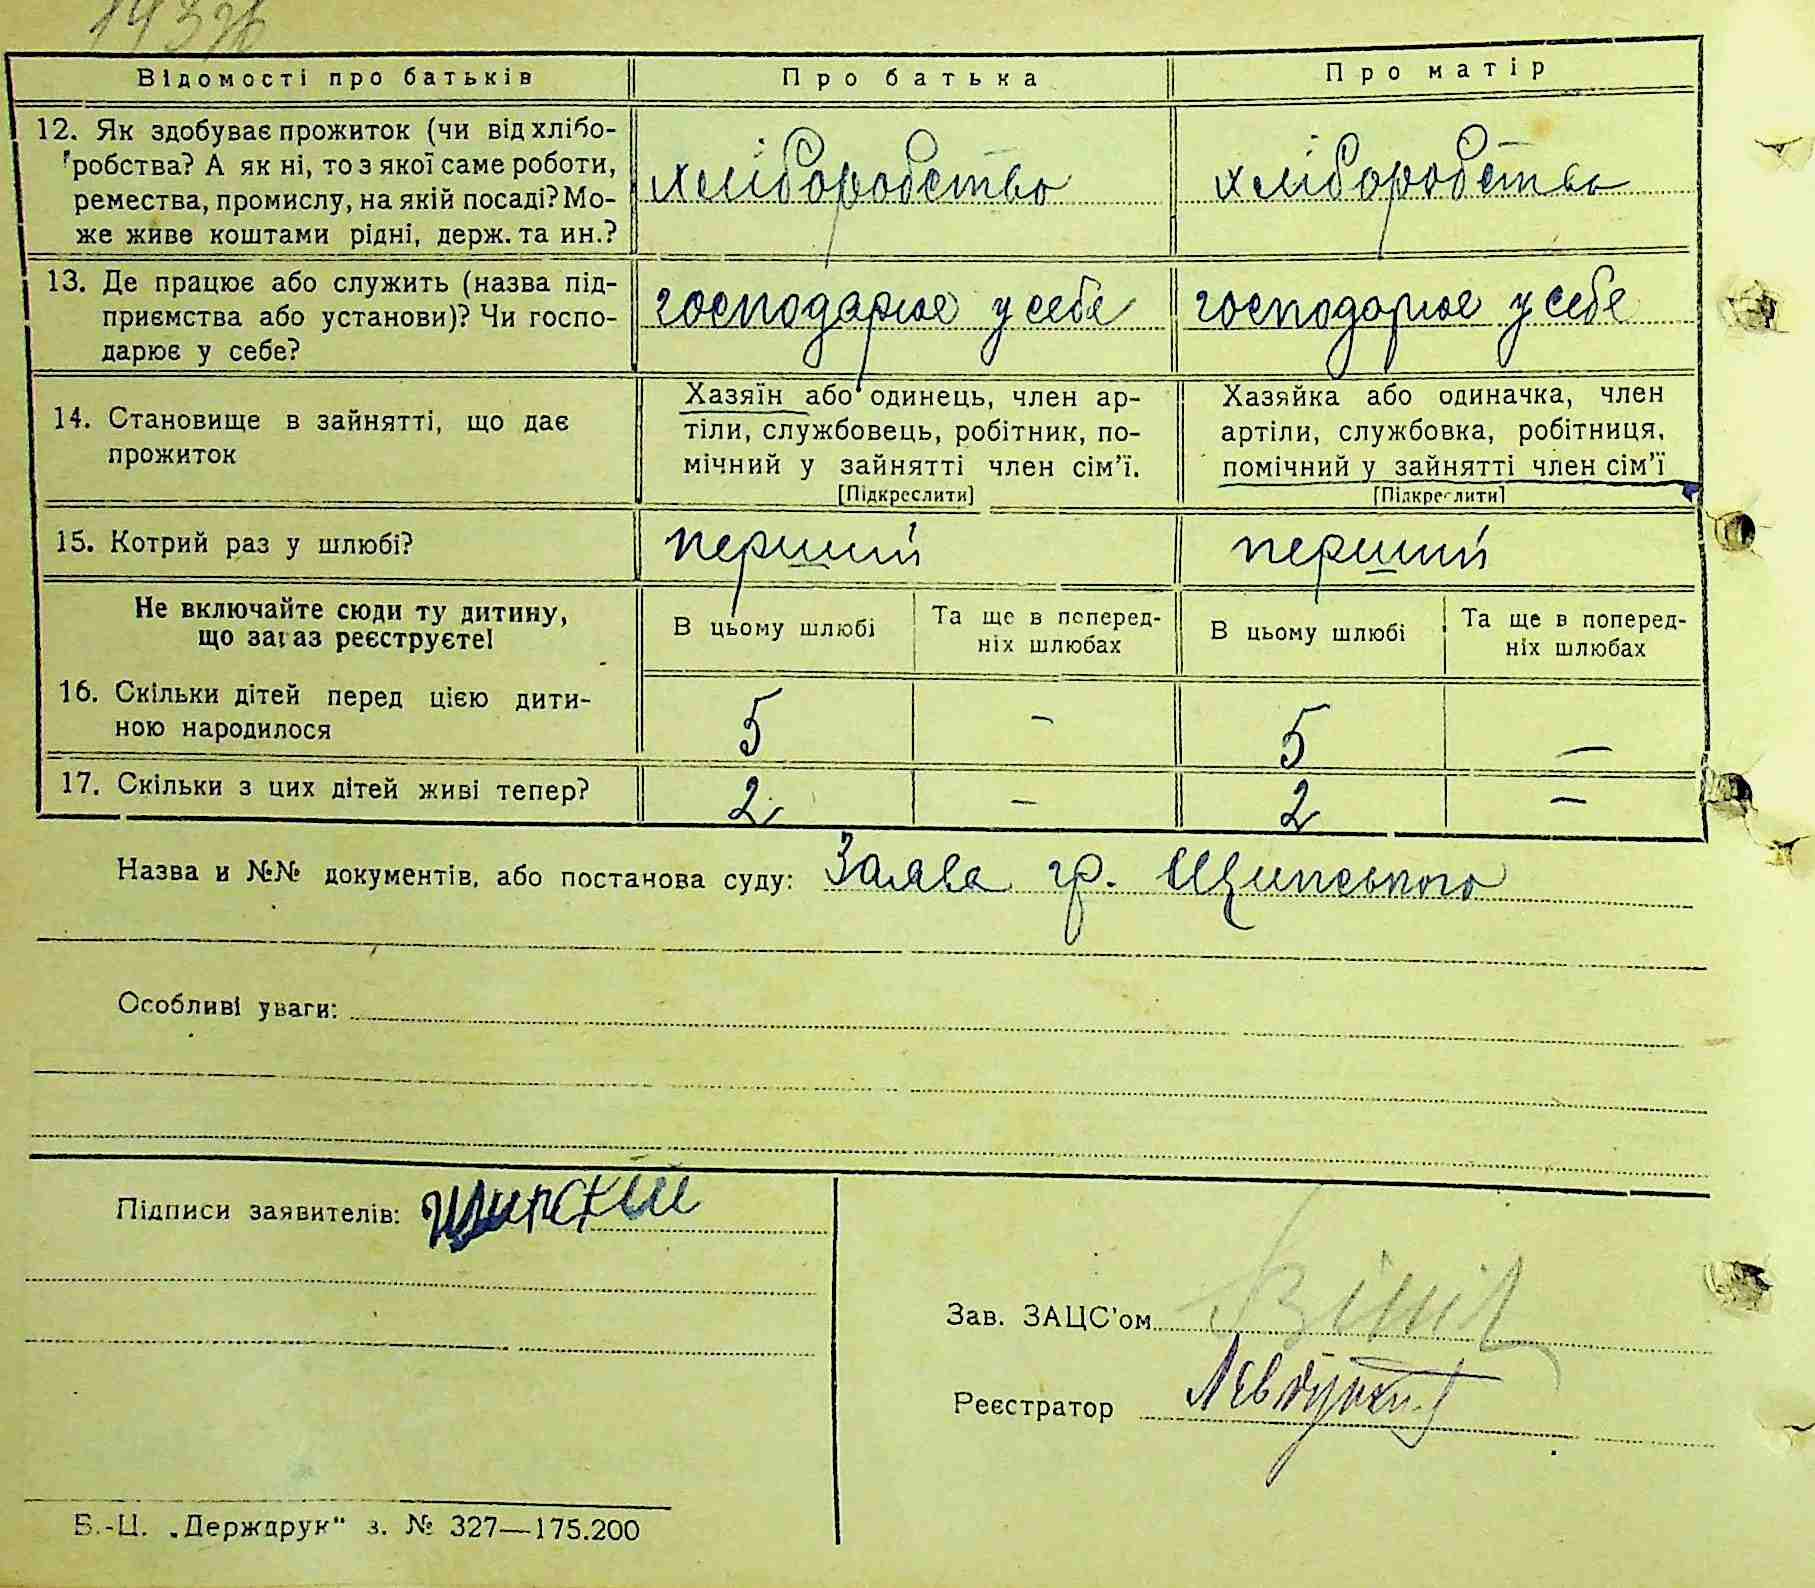 Відомості про батьків Про батька Про матір
12. Як здобуває прожиток (чи від хлібо-
робства? А як ні, то з якої саме роботи,
ремества, промислу, на якій посаді? Мо-
же живе коштами рідні, держ. та ин.?
хліборобство хліборобство
13. Де працює або служить (назва під-
приємства або установи)? Чи госпо-
дарює у себе?
господарює у себе господарює у себе
14. Становище в зайнятті, що дає
прожиток
Хазяїн або одинець, член ар-
тіли, службовець, робітник, по-
мічний у зайнятті член сім’ї.
[Підкреслити]
Хазяйка або одиначка, член
артіли, службовка, робітниця,
помічний у зайнятті член сім’ї
[Підкреслити]
15. Котрий раз у шлюбі? перший перший
Не включайте сюди ту дитину,
що зараз реєструєте!
В цьому шлюбі
Та ще в поперед-
ніх шлюбах
В цьому шлюбі
Та ще в поперед-
ніх шлюбах
16. Скільки дітей перед цією дити-
ною народилося
5 – 5 –
17. Скільки з цих дітей живі тепер? 2 – 2 –
Назва и №№ документів, або постанова суду: Заява гр. Щипського
Особливі уваги:
Підписи заявителів: Щипскій
Зав. ЗАЦС’ом
Реєстратор
Б.-Ц. „Держдрук“ з. № 327—175.200